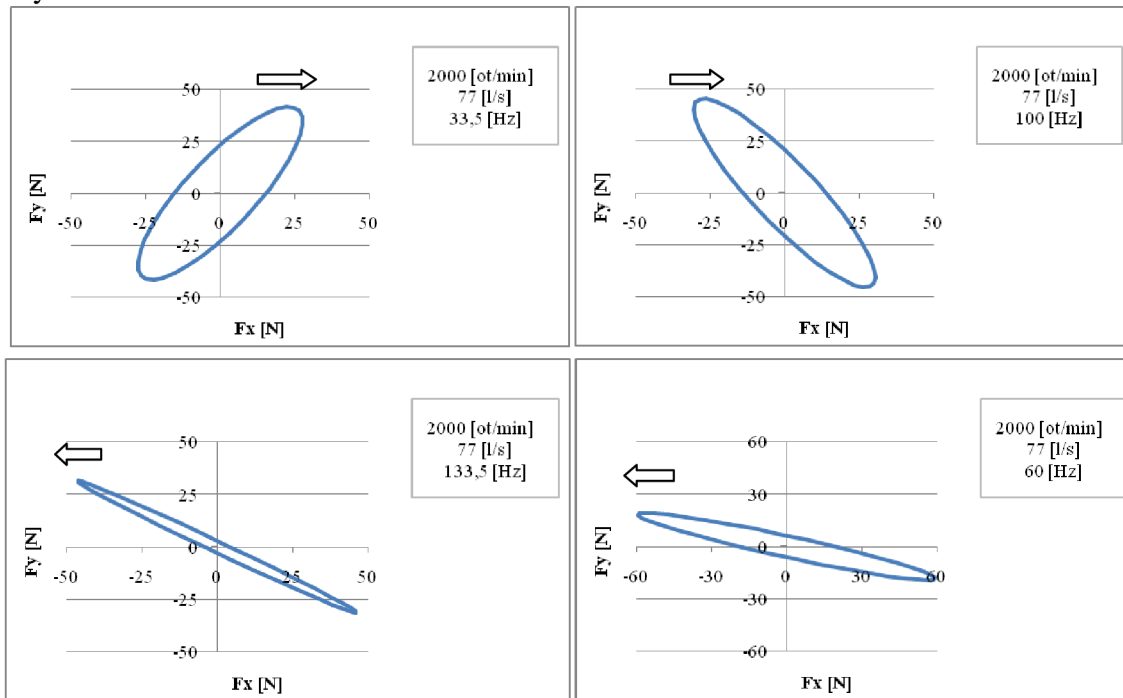 2000 [ot/min]
77 [l/s]
33,5 [Hz]
50
25
0
-50 -25 0 25 50
-25
-50
Fy [N]
Fx [N]
2000 [ot/min]
77 [l/s]
100 [Hz]
50
25
0
-50 -25 0 25 50
-25
-50
Fy [N]
Fx [N]
2000 [ot/min]
77 [l/s]
133,5 [Hz]
50
25
0
-50 -25 0 25 50
-25
-50
Fy [N]
Fx [N]
2000 [ot/min]
77 [l/s]
60 [Hz]
60
30
0
-60 -30 0 30 60
-30
-60
Fy [N]
Fx [N]